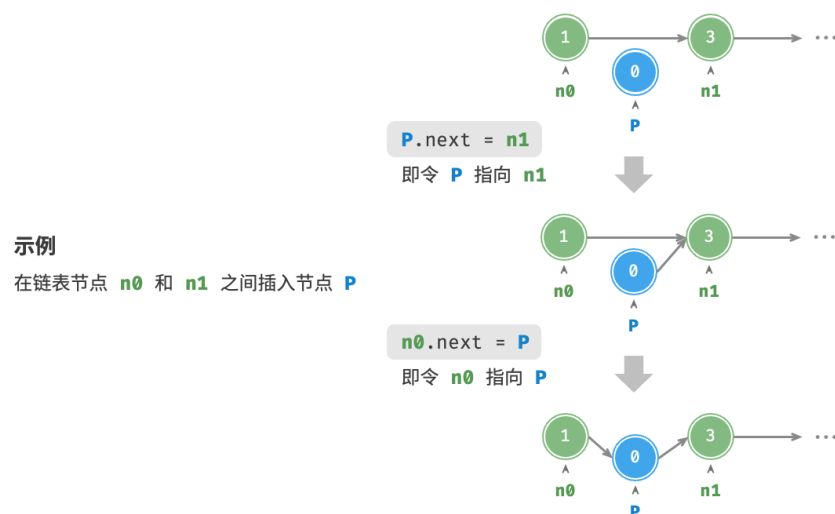 1 3 ...
0
n0 n1
P
P.next = n1
即令 P 指向 n1
1 3 ...
示例
0
在链表节点 n0 和 n1 之间插入节点 P
n0 n1
P
n0.next = P
即令 n0 指向 P
1 3 ...
0
n0 n1
P